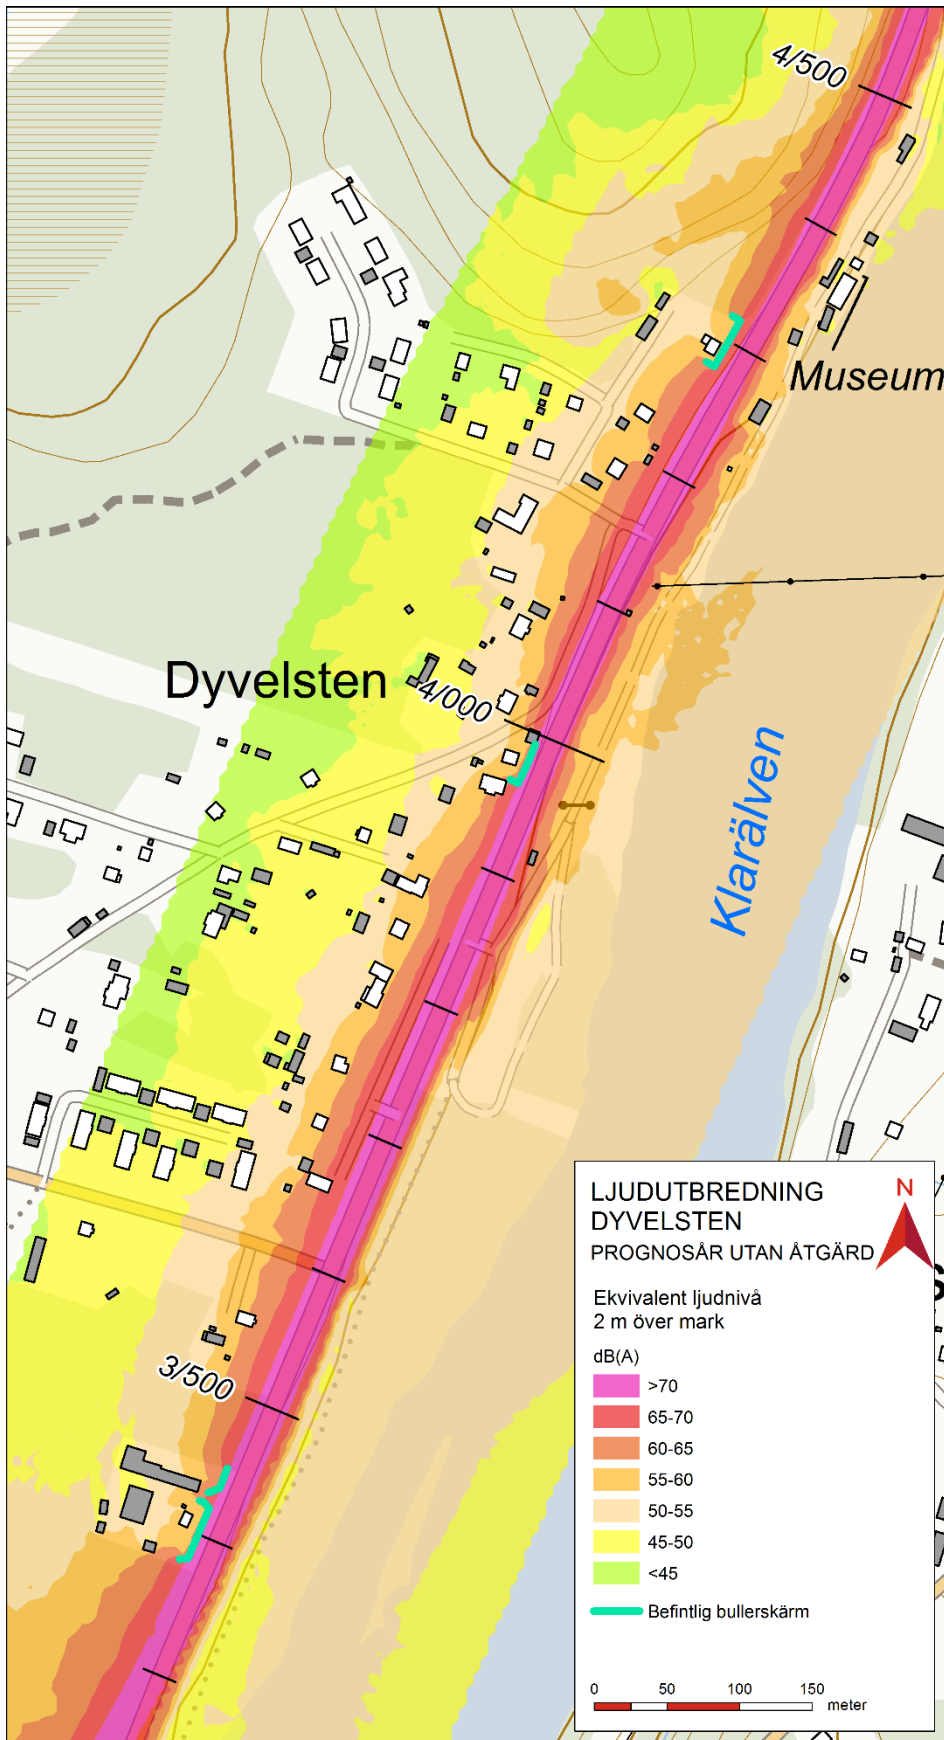 4/500
Museum
Dyvelsten
4/000
Klarälven
3/500
LJUDUTBREDNING
DYVELSTEN
PROGNOSÅR UTAN ÅTGÄRD
N
Ekvivalent ljudnivå
2 m över mark
dB(A)
>70
65-70
60-65
55-60
50-55
45-50
<45
Befintlig bullerskärm
0 50 100 150
meter